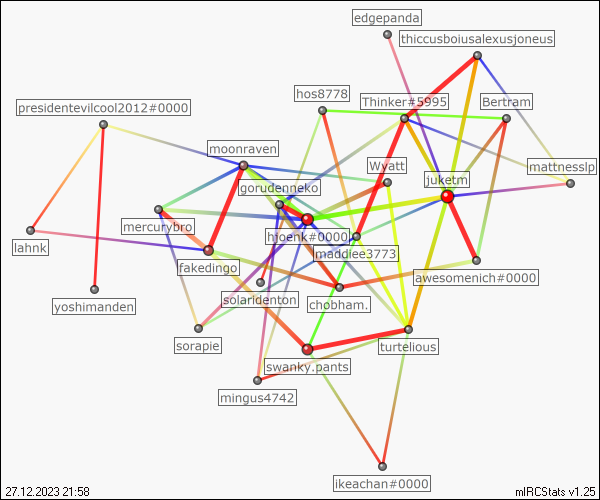 edgepanda
thiccusboiusalexusjoneus
hos8778
Thinker#5995
Bertram
presidentevilcool2012#0000
moonraven
Wyatt
mattnesslp
juketm
gorudenneko
mercurybro
hjoenk#0000
lahnk
maddiee3773
fakedingo
awesomenich#0000
solaridenton
chobham.
yoshimanden
sorapie
turtelious
swanky.pants
mingus4742
ikeachan#0000
27.12.2023 21:58
mIRCStats v1.25